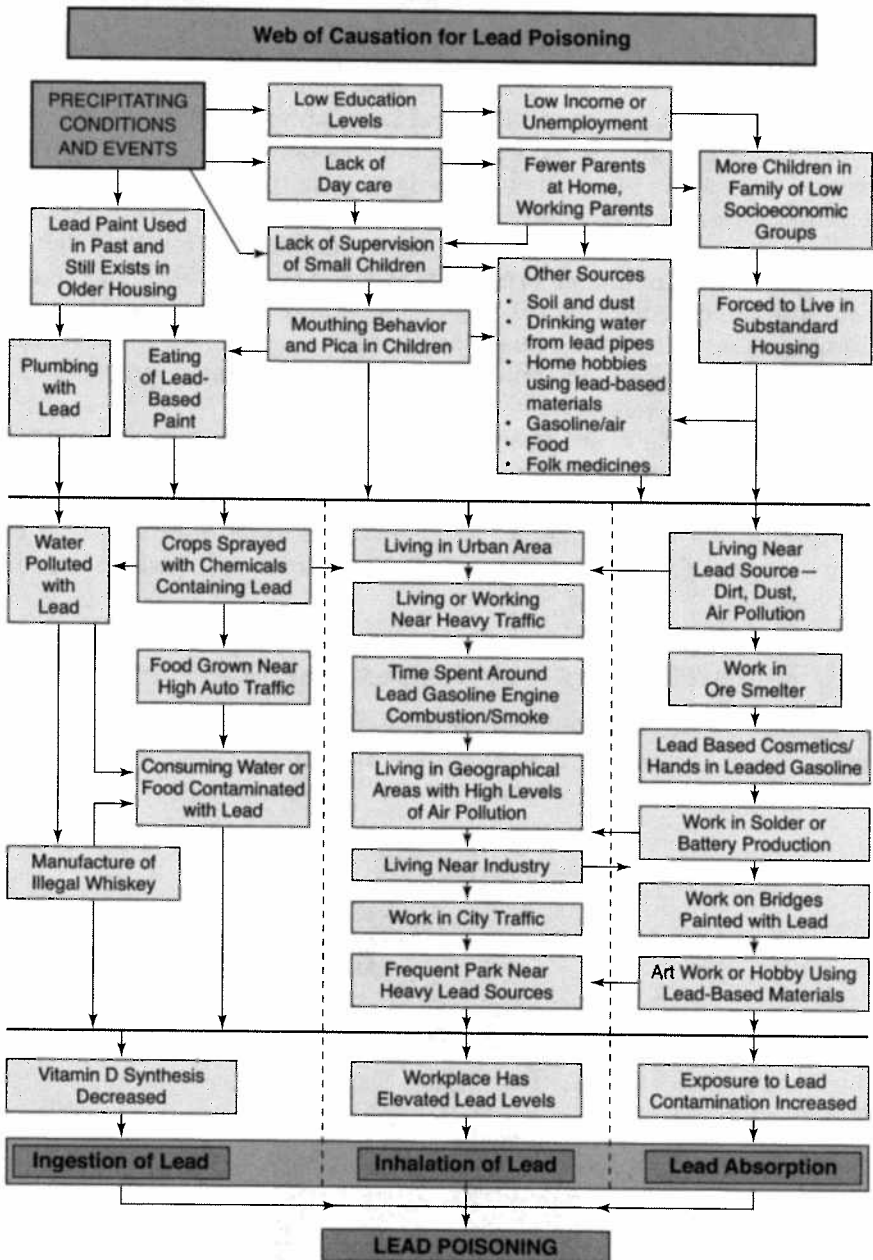 Web of Causation for Lead Poisoning
PRECIPITATING
CONDITIONS
AND EVENTS
Low Education
Levels
Low Income or
Unemployment
Lack of
Day care
Fewer Parents
at Home,
Working Parents
More Children in
Family of Low
Socioeconomic
Groups
Lead Paint Used
in Past and
Still Exists in
Older Housing
Lack of Supervision
of Small Children
Other Sources
• Soil and dust
• Drinking water
from lead pipes
• Home hobbies
using lead-based
materials
• Gasoline/air
• Food
• Folk medicines
Forced to Live in
Substandard
Housing
Mouthing Behavior
and Pica in Children
Plumbing
with
Lead
Eating
of Lead-
Based
Paint
Water
Polluted
with
Lead
Crops Sprayed
with Chemicals
Containing Lead
Living in Urban Area
Living Near
Lead Source—
Dirt, Dust,
Air Pollution
Living or Working
Near Heavy Traffic
Food Grown Near
High Auto Traffic
Time Spent Around
Lead Gasoline Engine
Combustion/Smoke
Work in
Ore Smelter
Lead Based Cosmetics/
Hands in Leaded Gasoline
Consuming Water or
Food Contaminated
with Lead
Living in Geographical
Areas with High Levels
of Air Pollution
Work in Solder or
Battery Production
Manufacture of
Illegal Whiskey
Living Near Industry
Work on Bridges
Painted with Lead
Work in City Traffic
Frequent Park Near
Heavy Lead Sources
Art Work or Hobby Using
Lead-Based Materials
Vitamin D Synthesis
Decreased
Workplace Has
Elevated Lead Levels
Exposure to Lead
Contamination Increased
Ingestion of Lead
Inhalation of Lead
Lead Absorption
LEAD POISONING